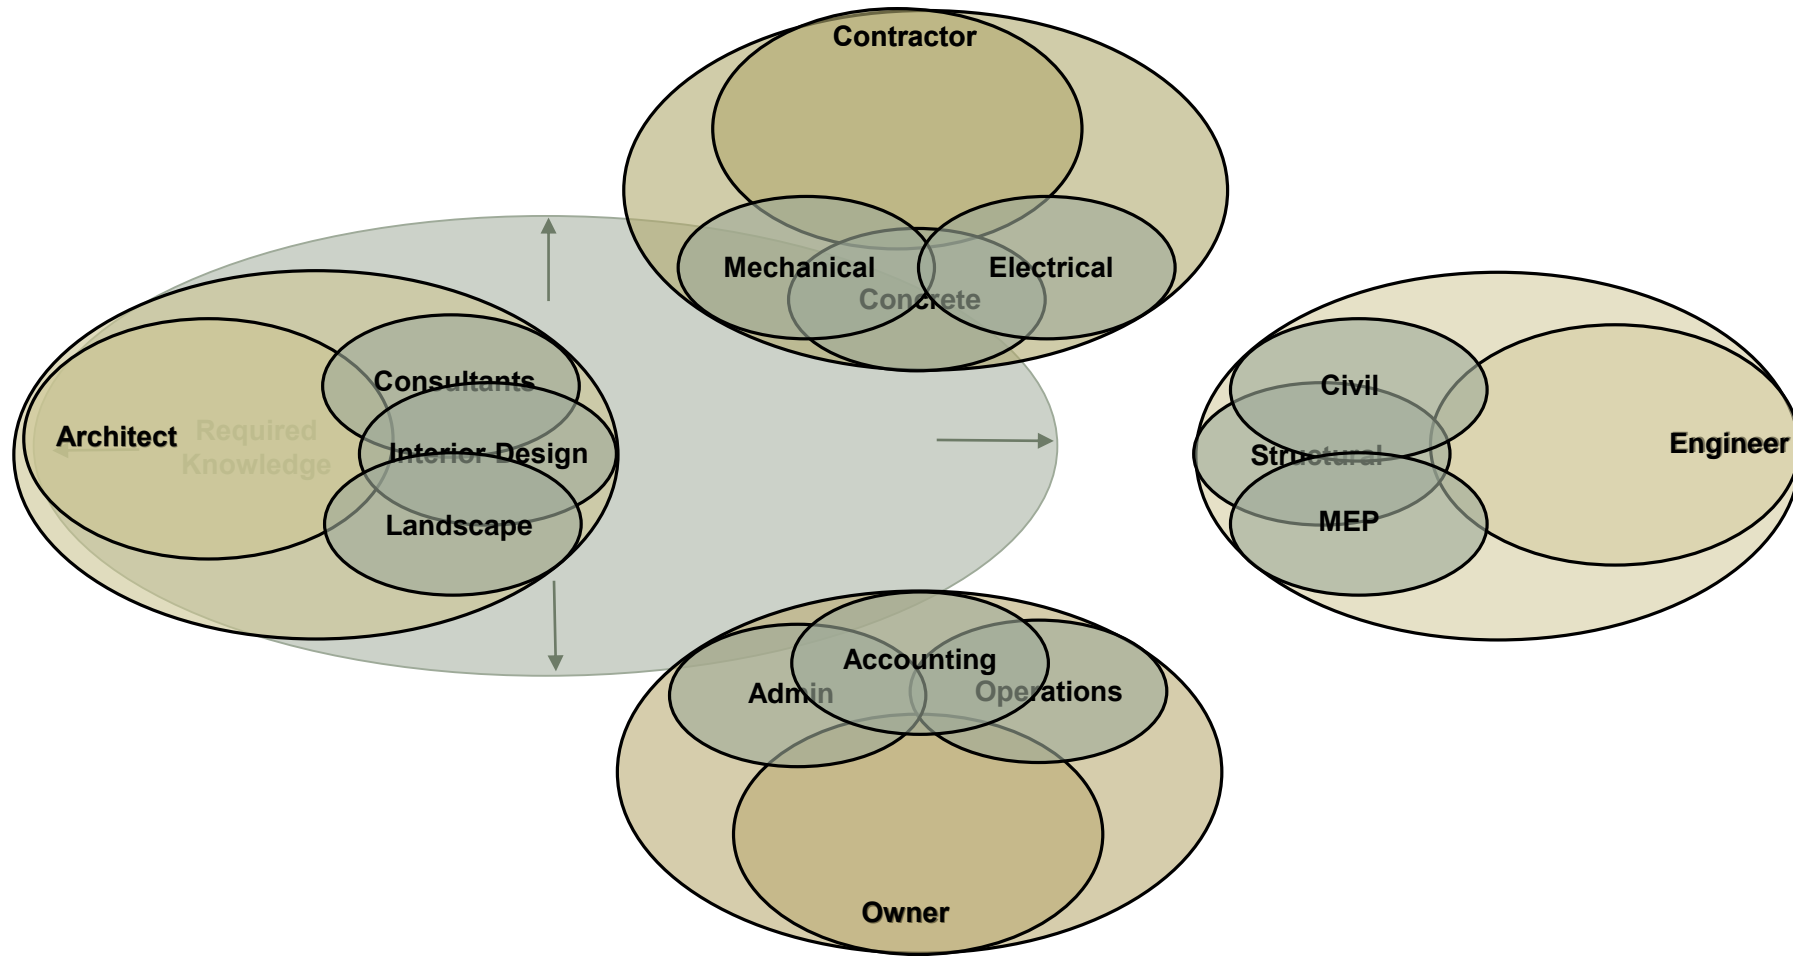 Contractor
Mechanical
Electrical
Concrete
Consultants
Architect
Required
Knowledge
Interior Design
Landscape
Civil
Structural
Engineer
MEP
Accounting
Admin
Operations
Owner